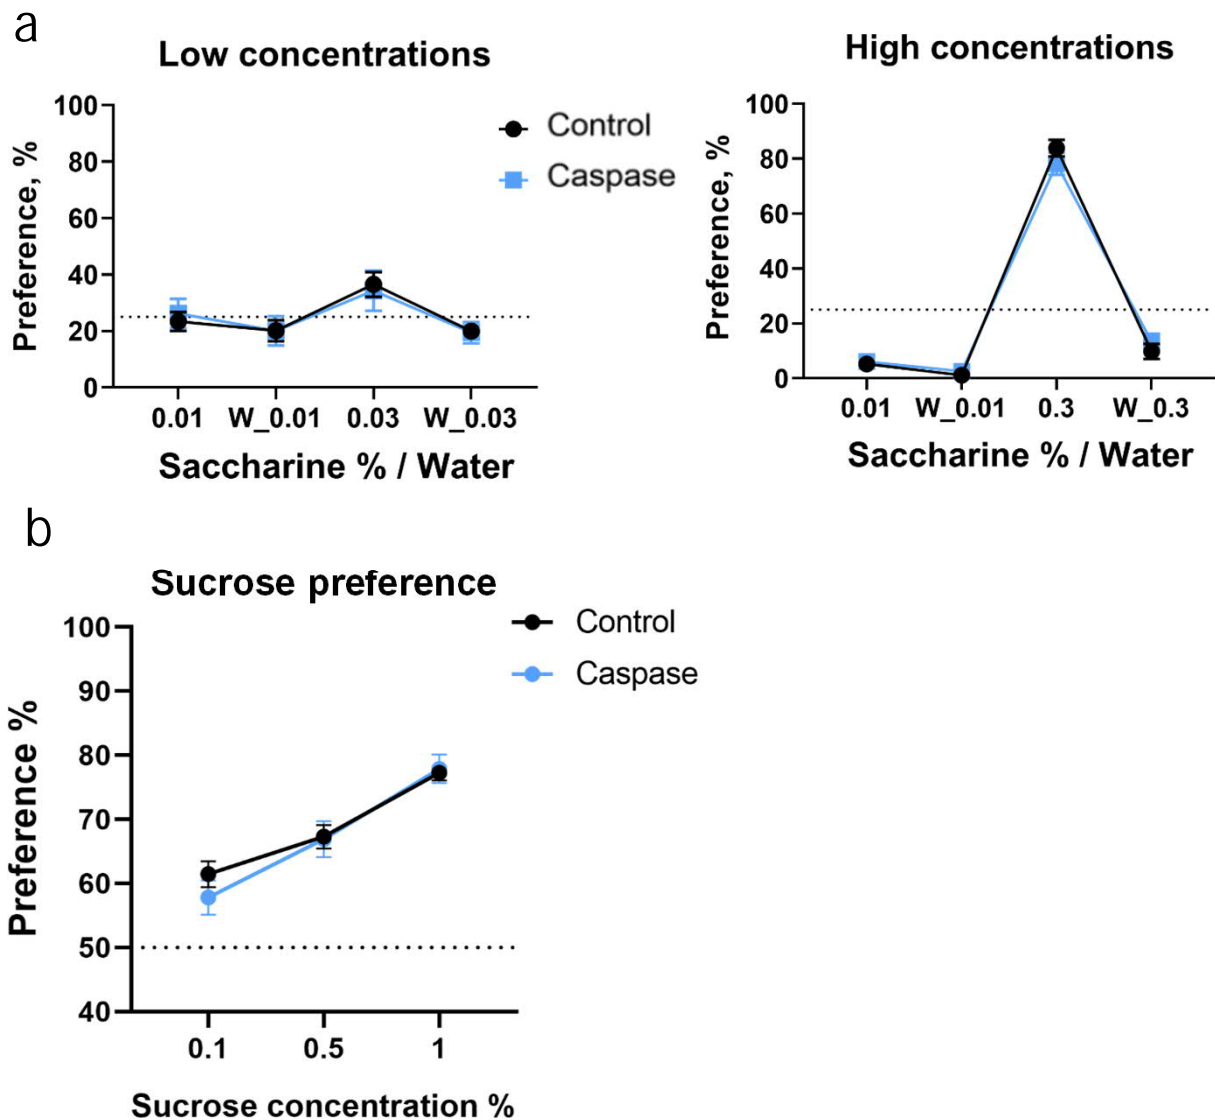 a
Low concentrations
100
80
60
40
20
0
Preference, %
0.01 W_0.01 0.03 W_0.03
Saccharine % / Water
Control
Caspase
High concentrations
100
80
60
40
20
0
Preference, %
0.01 W_0.01 0.3 W_0.3
Saccharine % / Water
b
Sucrose preference
100
90
80
70
60
50
40
Preference %
0.1 0.5 1
Sucrose concentration %
Control
Caspase